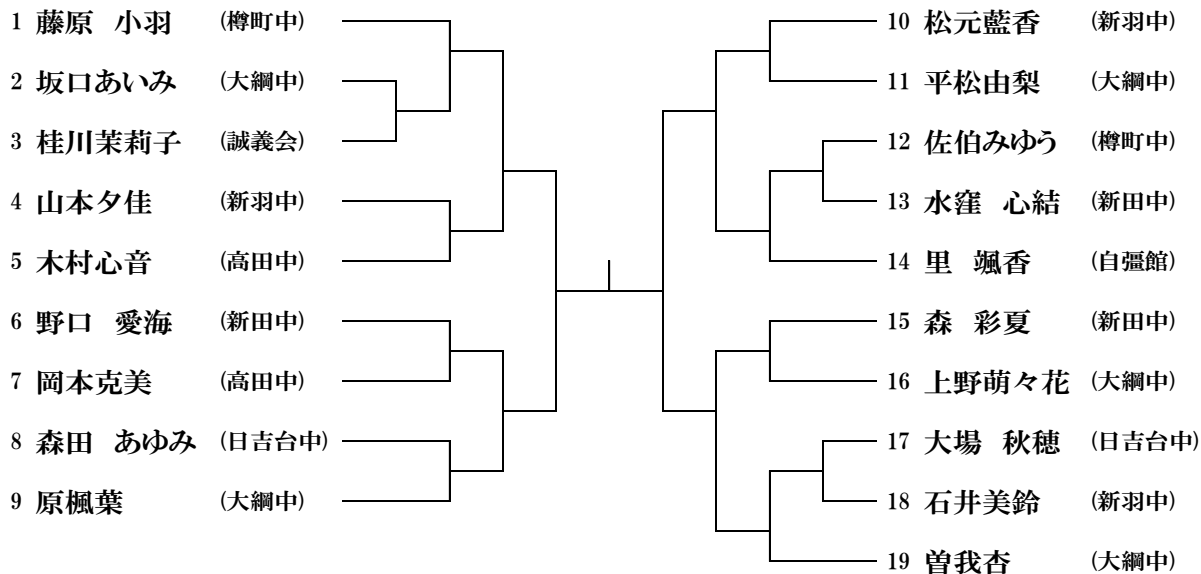 1 藤原 小羽 (樽町中)
2 坂口あいみ (大綱中)
3 桂川茉莉子 (誠義会)
4 山本夕佳 (新羽中)
5 木村心音 (高田中)
6 野口 愛海 (新田中)
7 岡本克美 (高田中)
8 森田 あゆみ (日吉台中)
9 原楓葉 (大綱中)
10 松元藍香 (新羽中)
11 平松由梨 (大綱中)
12 佐伯みゆう (樽町中)
13 水窪 心結 (新田中)
14 里 颯香 (自彊館)
15 森 彩夏 (新田中)
16 上野萌々花 (大綱中)
17 大場 秋穂 (日吉台中)
18 石井美鈴 (新羽中)
19 曽我杏 (大綱中)